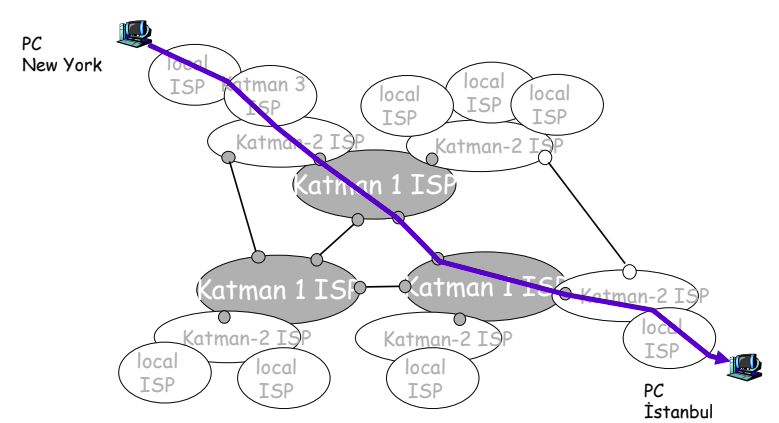 PC
New York
local
ISP
Katman 3
ISP
local
ISP
local
ISP
local
ISP
Katman-2 ISP
Katman-2 ISP
Katman 1 ISP
Katman 1 ISP
Katman 1 ISP
Katman-2 ISP
Katman-2 ISP
Katman-2 ISP
local
ISP
local
ISP
local
ISP
local
ISP
PC
İstanbul